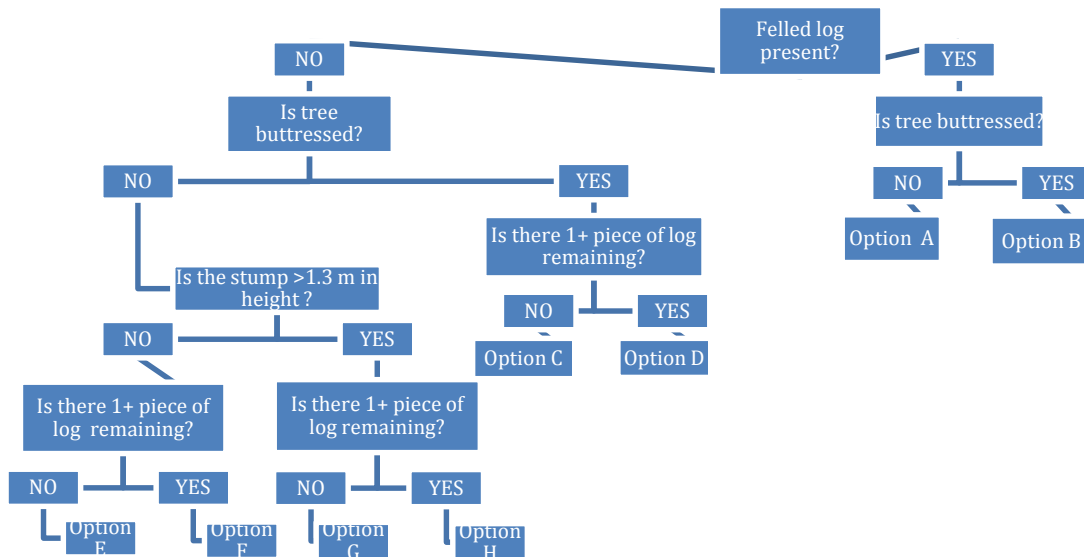 Felled log
present?
NO
YES
Is tree
buttressed?
Is tree buttressed?
NO
YES
NO
YES
Option A
Option B
Is there 1+ piece of log
remaining?
Is the stump >1.3 m in
height ?
NO
YES
NO
YES
Option C
Option D
Is there 1+ piece of
log remaining?
Is there 1+ piece of
log remaining?
NO
YES
NO
YES
Option
E
Option
F
Option
G
Option
H